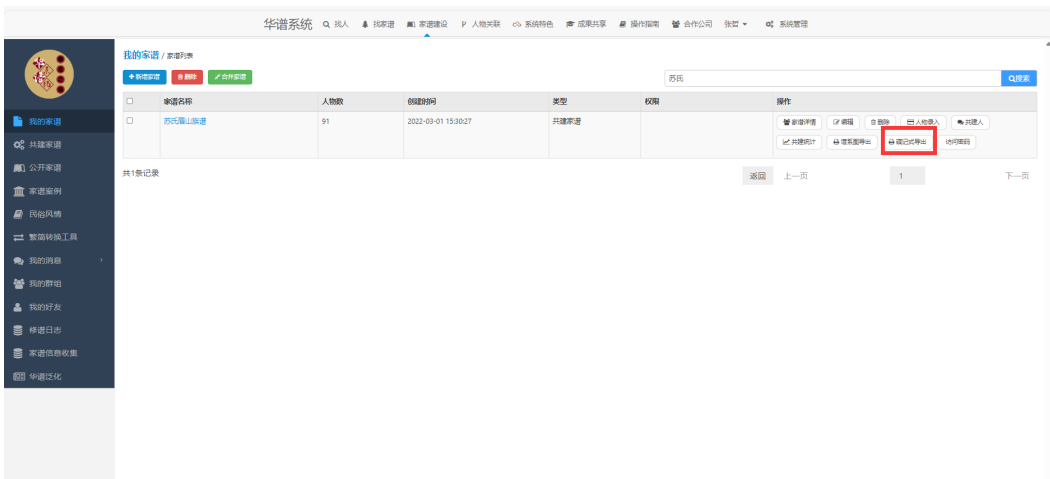 华谱系统 找人 找家谱 家谱建设 人物关联 系统特色 成果共享 操作指南 合作公司 张哲 系统管理
我的家谱 / 家谱列表
+新增家谱 删除 合并家谱 苏氏 搜索
家谱名称 人物数 创建时间 类型 权限 操作
苏氏眉山族谱 91 2022-03-01 15:30:27 共建家谱 家谱详情 编辑 删除 人物录入 共建人
共建统计 谱系图导出 碟记式导出 访问密码
共1条记录 返回 上一页 1 下一页
我的家谱
共建家谱
公开家谱
家谱案例
民俗风情
繁简转换工具
我的消息
我的群组
我的好友
修谱日志
家谱信息收集
华谱泛化